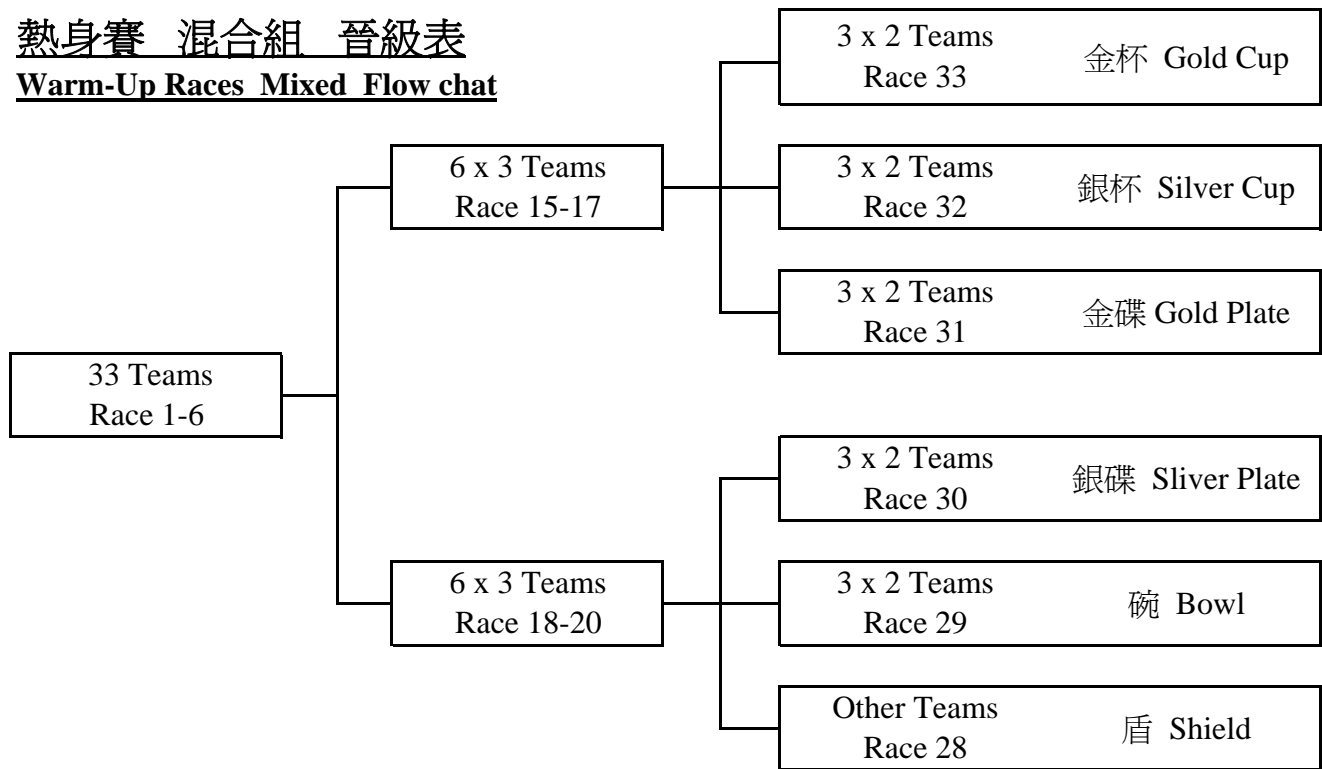 熱身賽 混合組 晉級表
Warm-Up Races Mixed Flow chat
3 x 2 Teams
Race 33
金杯 Gold Cup
6 x 3 Teams
Race 15-17
3 x 2 Teams
Race 32
銀杯 Silver Cup
3 x 2 Teams
Race 31
金碟 Gold Plate
33 Teams
Race 1-6
3 x 2 Teams
Race 30
銀碟 Sliver Plate
6 x 3 Teams
Race 18-20
3 x 2 Teams
Race 29
碗 Bowl
Other Teams
Race 28
盾 Shield